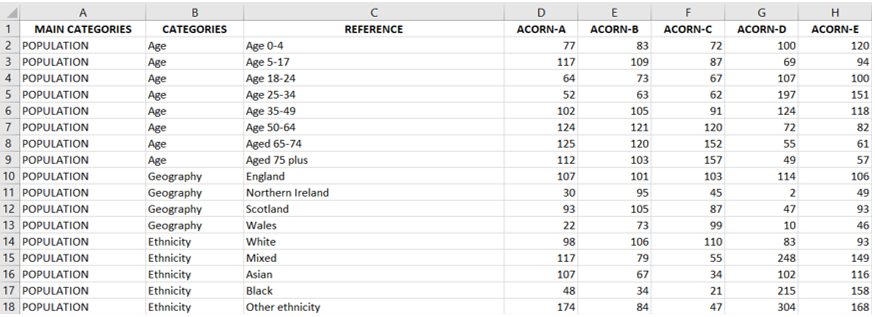 A B C D E F G H
1 MAIN CATEGORIES CATEGORIES REFERENCE ACORN-A ACORN-B ACORN-C ACORN-D ACORN-E
2 POPULATION Age Age 0-4 77 83 72 100 120
3 POPULATION Age Age 5-17 117 109 87 69 94
4 POPULATION Age Age 18-24 64 73 67 107 100
5 POPULATION Age Age 25-34 52 63 62 197 151
6 POPULATION Age Age 35-49 102 105 91 124 118
7 POPULATION Age Age 50-64 124 121 120 72 82
8 POPULATION Age Aged 65-74 125 120 152 55 61
9 POPULATION Age Aged 75 plus 112 103 157 49 57
10 POPULATION Geography England 107 101 103 114 106
11 POPULATION Geography Northern Ireland 30 95 45 2 49
12 POPULATION Geography Scotland 93 105 87 47 93
13 POPULATION Geography Wales 22 73 99 10 46
14 POPULATION Ethnicity White 98 106 110 83 93
15 POPULATION Ethnicity Mixed 117 79 55 248 149
16 POPULATION Ethnicity Asian 107 67 34 102 116
17 POPULATION Ethnicity Black 48 34 21 215 158
18 POPULATION Ethnicity Other ethnicity 174 84 47 304 168